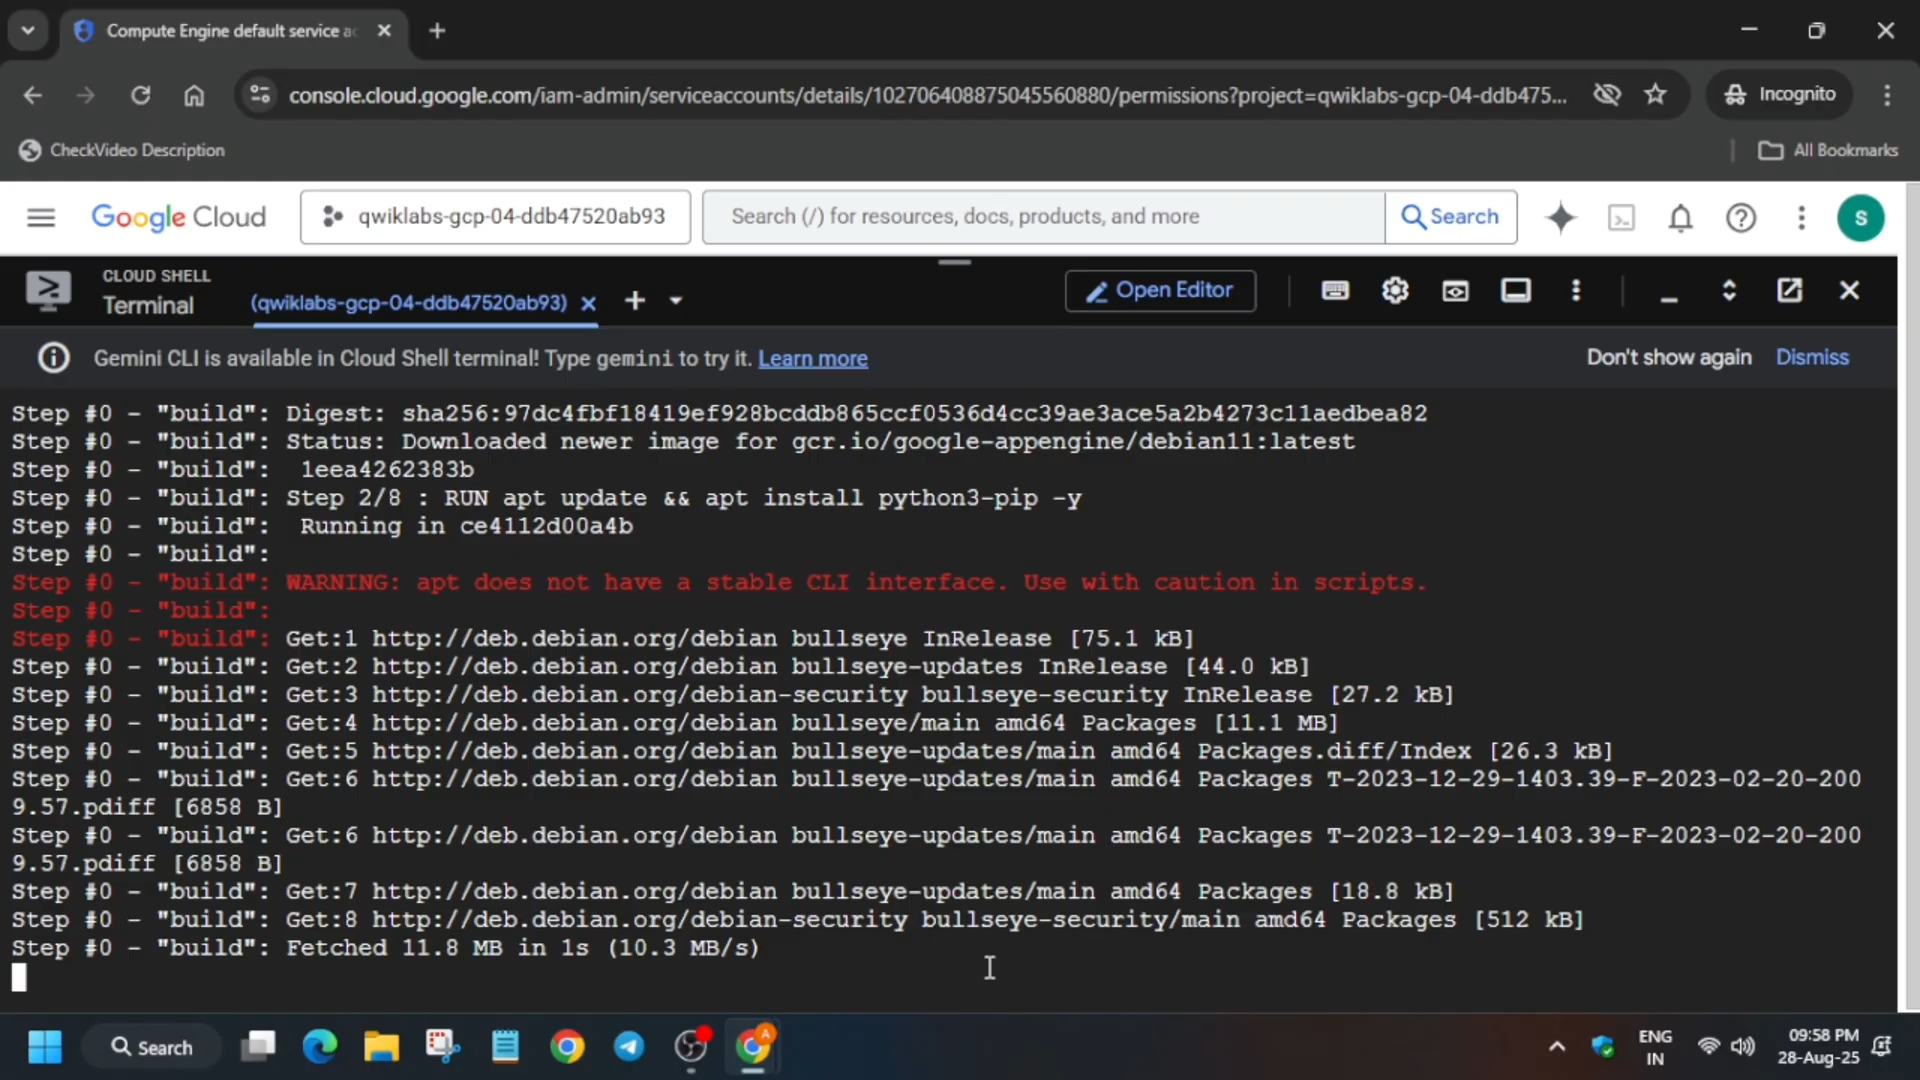 Compute Engine default service ac
console.cloud.google.com/iam-admin/serviceaccounts/details/102706408875045560880/permissions?project=qwiklabs-gcp-04-ddb475...
Incognito
CheckVideo Description
All Bookmarks
Google Cloud
qwiklabs-gcp-04-ddb47520ab93
Search (/) for resources, docs, products, and more
Search
S
CLOUD SHELL
Terminal
(qwiklabs-gcp-04-ddb47520ab93)
Open Editor
Gemini CLI is available in Cloud Shell terminal! Type gemini to try it. Learn more
Don't show again
Dismiss
Step #0 - "build": Digest: sha256:97dc4fbf18419ef928bcddb865ccf0536d4cc39ae3ace5a2b4273c11aedbea82
Step #0 - "build": Status: Downloaded newer image for gcr.io/google-appengine/debian11:latest
Step #0 - "build":  1eea4262383b
Step #0 - "build": Step 2/8 : RUN apt update && apt install python3-pip -y
Step #0 - "build":  Running in ce4112d00a4b
Step #0 - "build":
Step #0 - "build": WARNING: apt does not have a stable CLI interface. Use with caution in scripts.
Step #0 - "build":
Step #0 - "build": Get:1 http://deb.debian.org/debian bullseye InRelease [75.1 kB]
Step #0 - "build": Get:2 http://deb.debian.org/debian bullseye-updates InRelease [44.0 kB]
Step #0 - "build": Get:3 http://deb.debian.org/debian-security bullseye-security InRelease [27.2 kB]
Step #0 - "build": Get:4 http://deb.debian.org/debian bullseye/main amd64 Packages [11.1 MB]
Step #0 - "build": Get:5 http://deb.debian.org/debian bullseye-updates/main amd64 Packages.diff/Index [26.3 kB]
Step #0 - "build": Get:6 http://deb.debian.org/debian bullseye-updates/main amd64 Packages T-2023-12-29-1403.39-F-2023-02-20-200
9.57.pdiff [6858 B]
Step #0 - "build": Get:6 http://deb.debian.org/debian bullseye-updates/main amd64 Packages T-2023-12-29-1403.39-F-2023-02-20-200
9.57.pdiff [6858 B]
Step #0 - "build": Get:7 http://deb.debian.org/debian bullseye-updates/main amd64 Packages [18.8 kB]
Step #0 - "build": Get:8 http://deb.debian.org/debian-security bullseye-security/main amd64 Packages [512 kB]
Step #0 - "build": Fetched 11.8 MB in 1s (10.3 MB/s)
Search
A
ENG
IN
09:58 PM
28-Aug-25